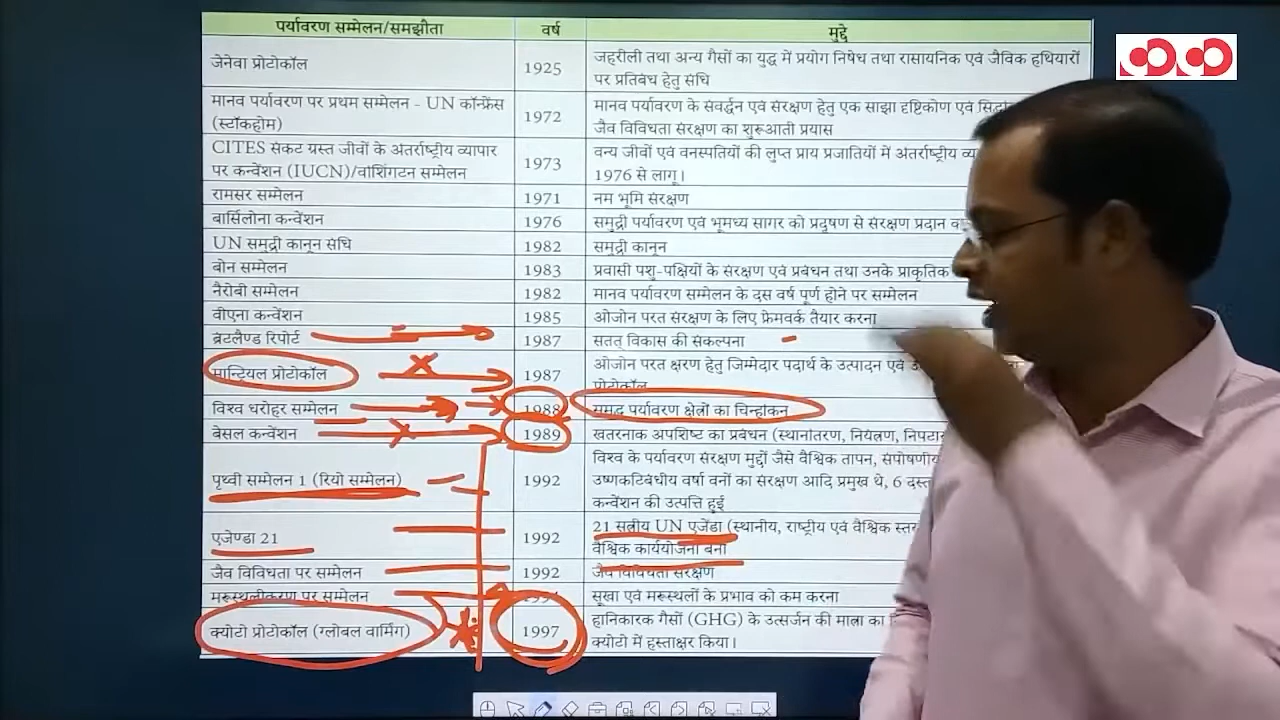 पर्यावरण सम्मेलन/समझौता वर्ष मुद्दे
जेनेवा प्रोटोकॉल 1925 जहरीली तथा अन्य गैसों का युद्ध में प्रयोग निषेध तथा रासायनिक एवं जैविक हथियारों
पर प्रतिबंध हेतु संधि
मानव पर्यावरण पर प्रथम सम्मेलन - UN कॉन्फ्रेंस
(स्टॉकहोम) 1972 मानव पर्यावरण के संवर्द्धन एवं संरक्षण हेतु एक साझा दृष्टिकोण एवं
जैव विविधता संरक्षण का शुरूआती प्रयास
CITES संकट ग्रस्त जीवों के अंतर्राष्ट्रीय व्यापार
पर कन्वेंशन (IUCN)/वाशिंगटन सम्मेलन 1973 वन्य जीवों एवं वनस्पतियों की लुप्त प्राय प्रजातियों में अंतर्राष्ट्रीय
1976 से लागू।
रामसर सम्मेलन 1971 नम भूमि संरक्षण
बार्सिलोना कन्वेंशन 1976 समुद्री पर्यावरण एवं भूमध्य सागर को प्रदुषण से संरक्षण प्रदान
UN समुद्री कानून संधि 1982 समुद्री कानून
बोन सम्मेलन 1983 प्रवासी पशु-पक्षियों के संरक्षण एवं प्रबंधन तथा उनके प्राकृतिक
नैरोबी सम्मेलन 1982 मानव पर्यावरण सम्मेलन के दस वर्ष पूर्ण होने पर सम्मेलन
वीएना कन्वेंशन 1985 ओजोन परत संरक्षण के लिए फ्रेमवर्क तैयार करना
ब्रंटलैण्ड रिपोर्ट 1987 सतत् विकास की संकल्पना
मान्ट्रियल प्रोटोकॉल 1987 ओजोन परत क्षरण हेतु जिम्मेदार पदार्थ के उत्पादन एवं
प्रोटोकॉल
विश्व धरोहर सम्मेलन 1988 समृद्ध पर्यावरण क्षेत्रों का चिन्हांकन
बेसल कन्वेंशन 1989 खतरनाक अपशिष्ट का प्रबंधन (स्थानांतरण, नियंत्रण,
पृथ्वी सम्मेलन 1 (रियो सम्मेलन) 1992 विश्व के पर्यावरण संरक्षण मुद्दों जैसे वैश्विक तापन,
उष्णकटिबंधीय वर्षा वनों का संरक्षण आदि प्रमुख थे, 6
कन्वेंशन की उत्पत्ति हुई
एजेण्डा 21 1992 21 सूत्रीय UN एजेंडा (स्थानीय, राष्ट्रीय एवं वैश्विक
वैश्विक कार्ययोजना बना
जैव विविधता पर सम्मेलन 1992 जैव विविधता संरक्षण
मरूस्थलीकरण पर सम्मेलन सूखा एवं मरूस्थलों के प्रभाव को कम करना
क्योटो प्रोटोकॉल (ग्लोबल वार्मिंग) 1997 हानिकारक गैसों (GHG) के उत्सर्जन की मात्रा का
क्योटो में हस्ताक्षर किया।